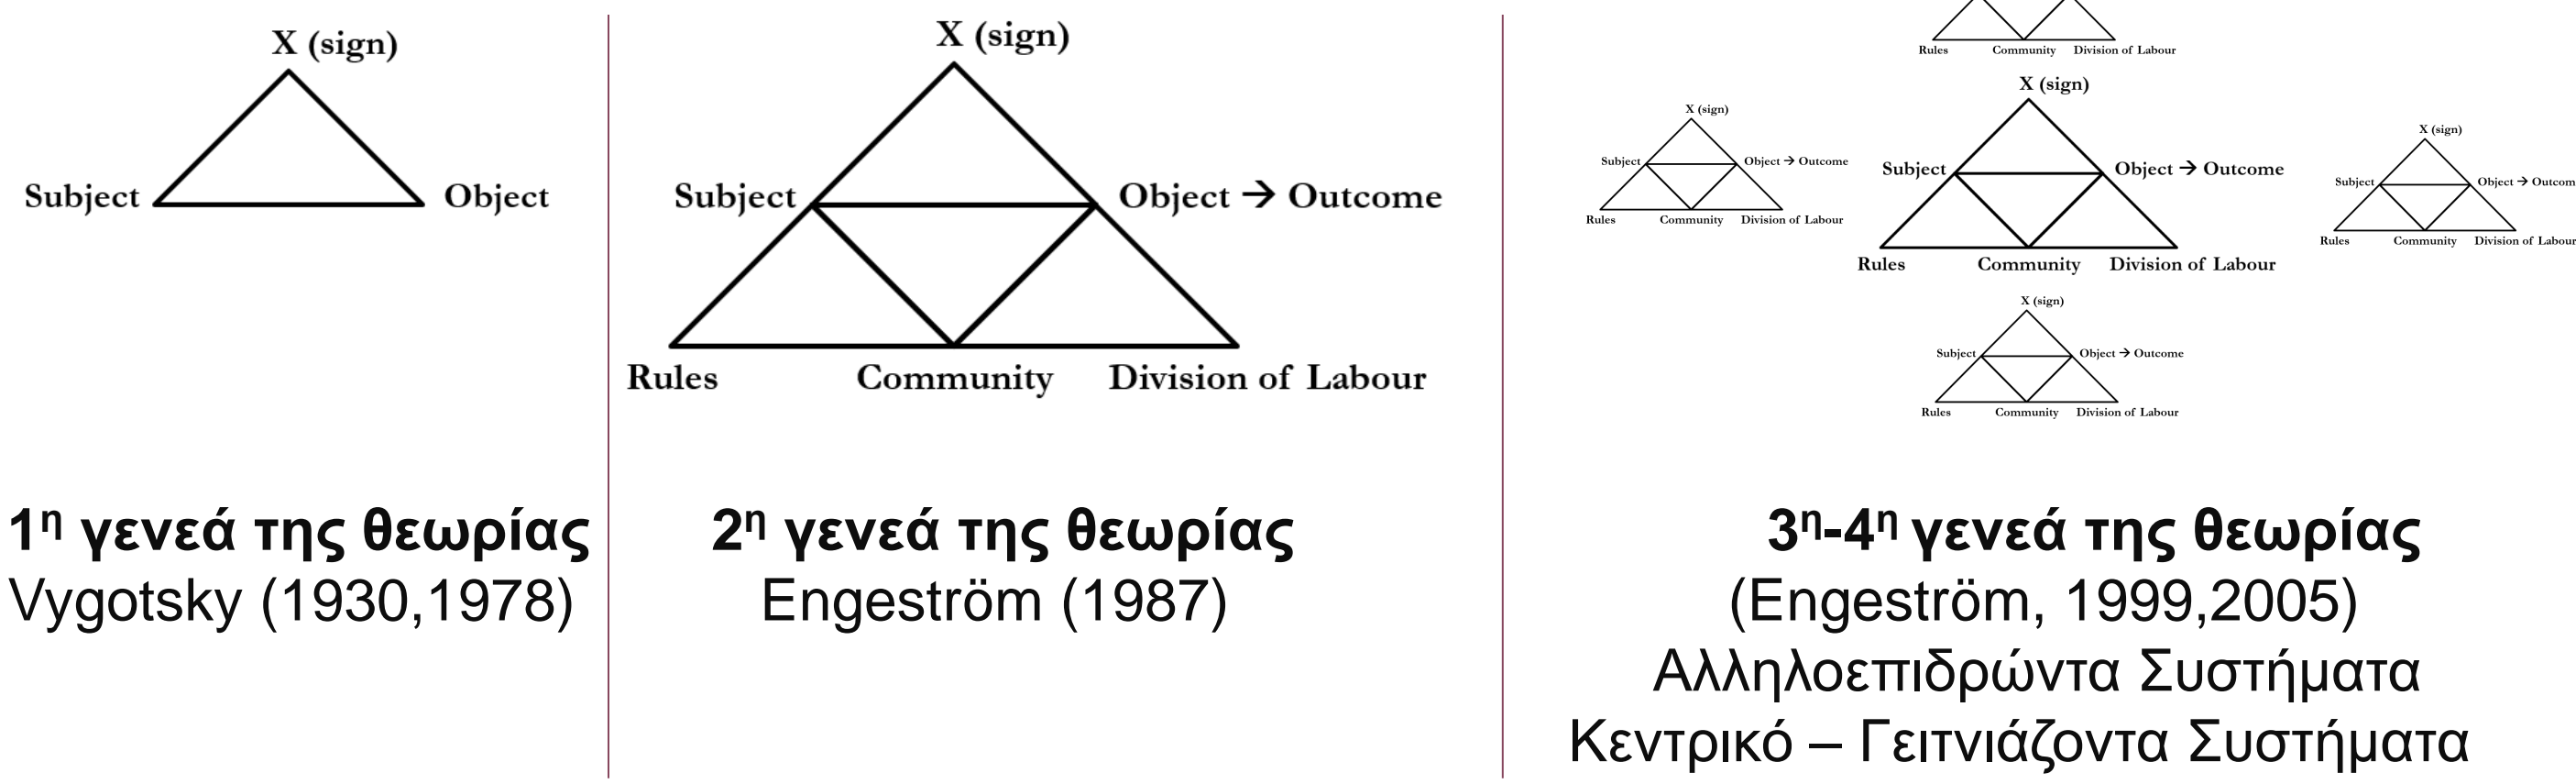 X (sign)
Subject
Object
1η γενεά της θεωρίας
Vygotsky (1930,1978)
X (sign)
Subject
Object → Outcome
Rules
Community
Division of Labour
2η γενεά της θεωρίας
Engeström (1987)
Rules
Community
Division of Labour
X (sign)
Subject
Object → Outcome
Rules
Community
Division of Labour
X (sign)
Subject
Object → Outcome
Rules
Community
Division of Labour
X (sign)
Subject
Object → Outcom
Rules
Community
Division of Labour
X (sign)
Subject
Object → Outcome
Rules
Community
Division of Labour
3η-4η γενεά της θεωρίας
(Engeström, 1999,2005)
Αλληλοεπιδρώντα Συστήματα
Κεντρικό – Γειτνιάζοντα Συστήματα